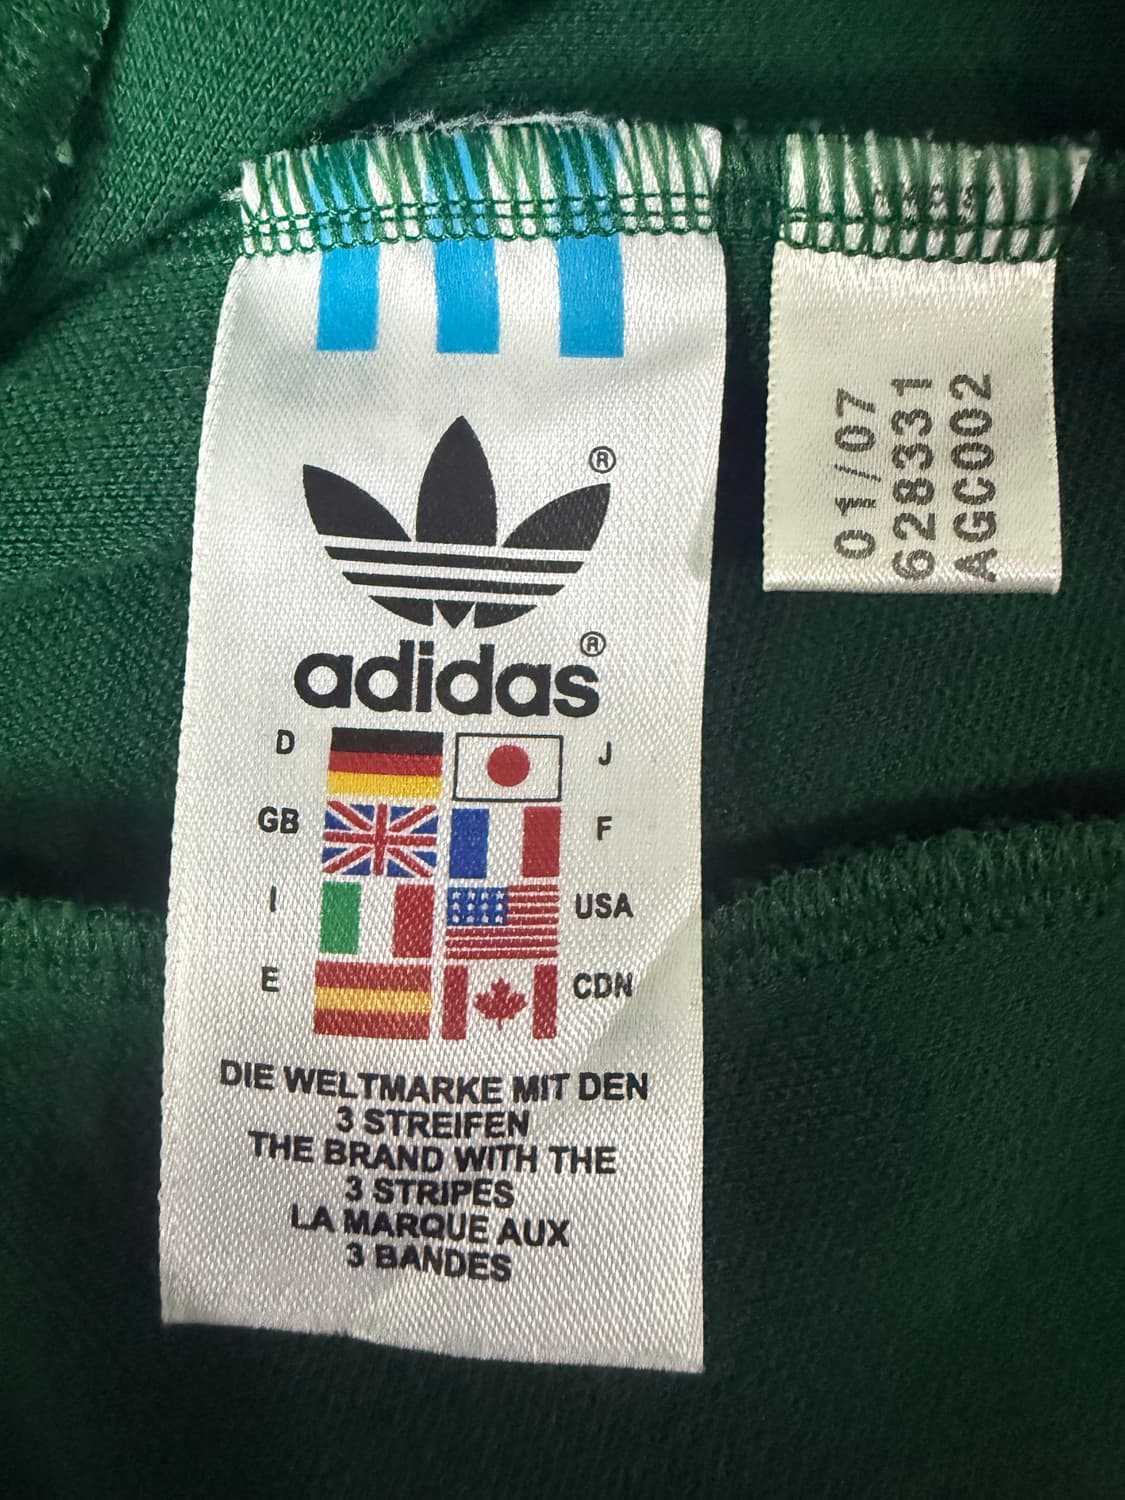 ®
adidas®
D
J
GB
F
I
USA
E
CDN
DIE WELTMARKE MIT DEN
3 STREIFEN
THE BRAND WITH THE
3 STRIPES
LA MARQUE AUX
3 BANDES
01/07
628331
AGC002